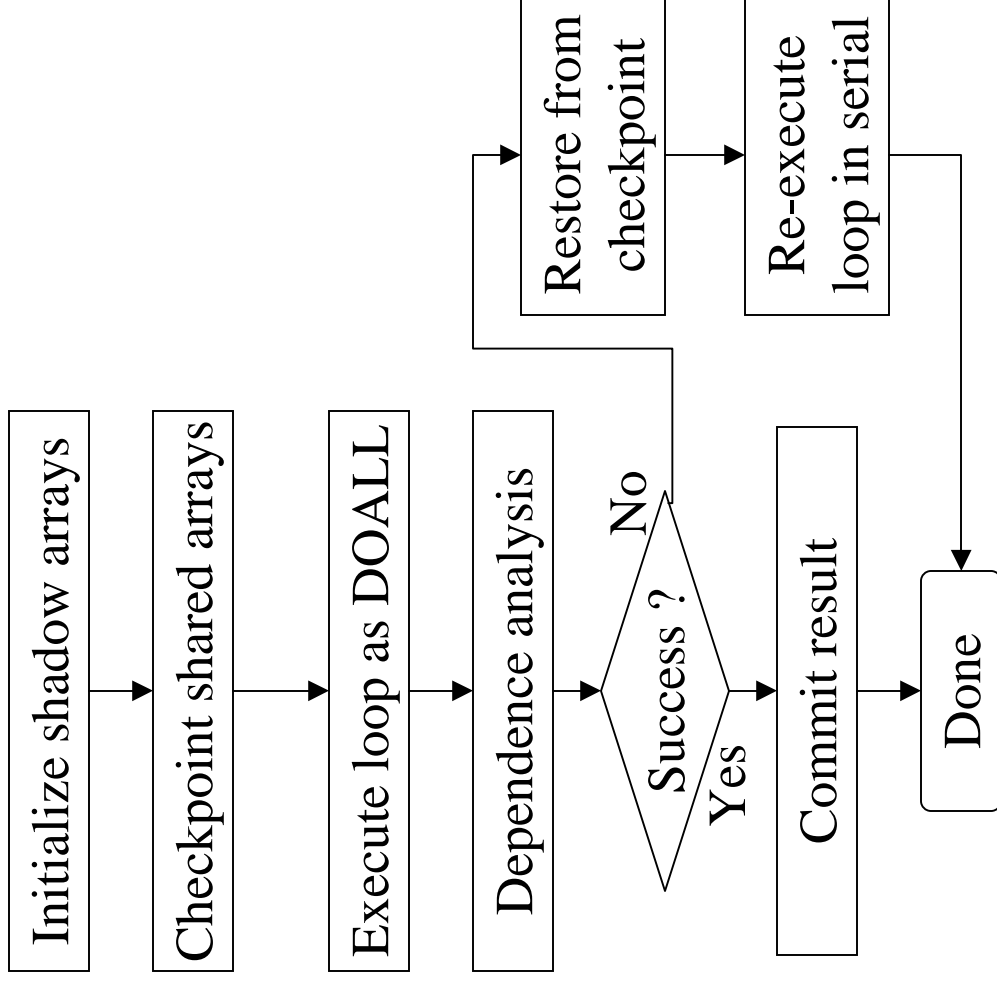 Initialize shadow arrays
Checkpoint shared arrays
Execute loop as DOALL
Dependence analysis
Success ?
No
Yes
Restore from
checkpoint
Re-execute
loop in serial
Commit result
Done